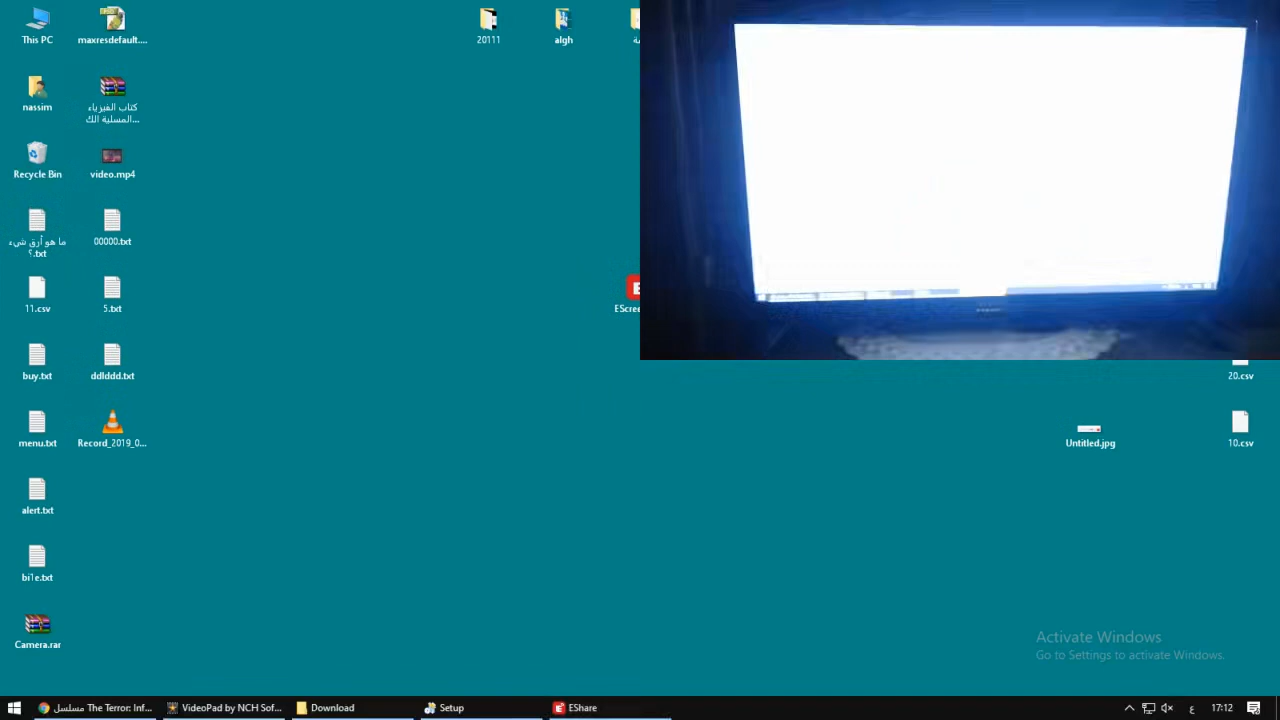 This PC
maxresdefault....
20111
algh
nassim
كتاب الفيزياء
المسلية الك...
Recycle Bin
video.mp4
ما هو أرق شيء
؟.txt
00000.txt
11.csv
5.txt
EScree
buy.txt
ddlddd.txt
20.csv
menu.txt
Record_2019_0...
Untitled.jpg
10.csv
alert.txt
bi1e.txt
Camera.rar
Activate Windows
Go to Settings to activate Windows.
مسلسل The Terror: Inf...
VideoPad by NCH Sof...
Download
Setup
EShare
ع
17:12